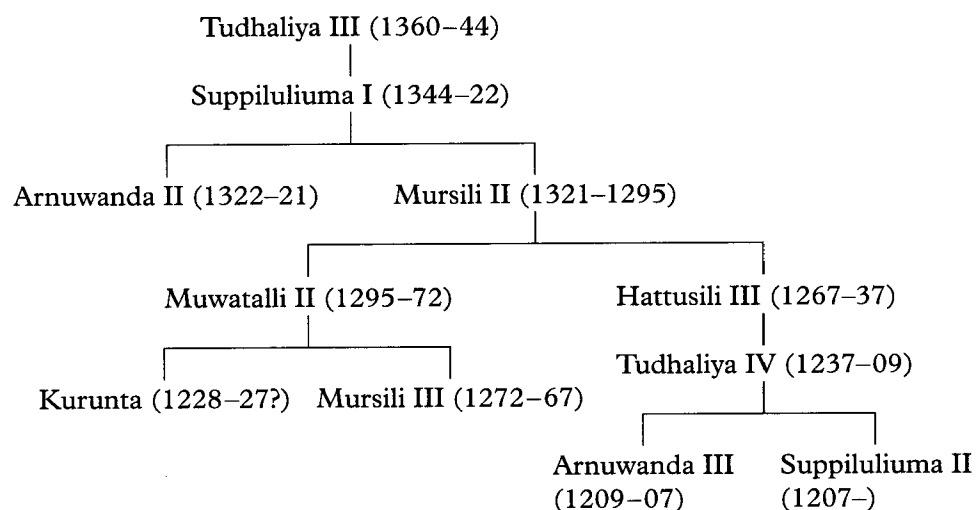 Tudhaliya III (1360–44)
Suppiluliuma I (1344–22)
Arnuwanda II (1322–21)
Mursili II (1321–1295)
Muwatalli II (1295–72)
Hattusili III (1267–37)
Tudhaliya IV (1237–09)
Kurunta (1228–27?)
Mursili III (1272–67)
Arnuwanda III
(1209–07)
Suppiluliuma II
(1207–)